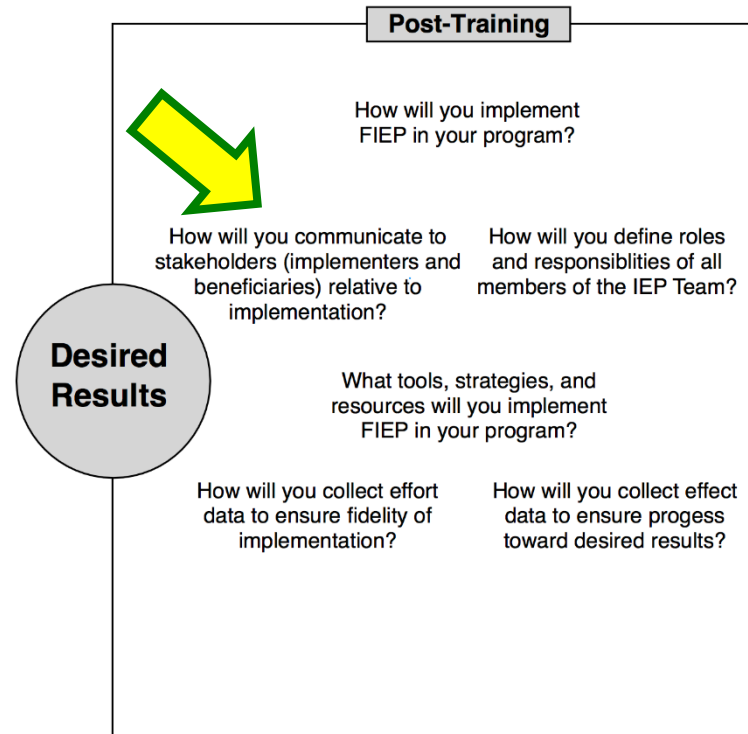 Post-Training
How will you implement
FIEP in your program?
How will you communicate to
stakeholders (implementers and
beneficiaries) relative to
implementation?
How will you define roles
and responsiblities of all
members of the IEP Team?
Desired
Results
What tools, strategies, and
resources will you implement
FIEP in your program?
How will you collect effort
data to ensure fidelity of
implementation?
How will you collect effect
data to ensure progess
toward desired results?